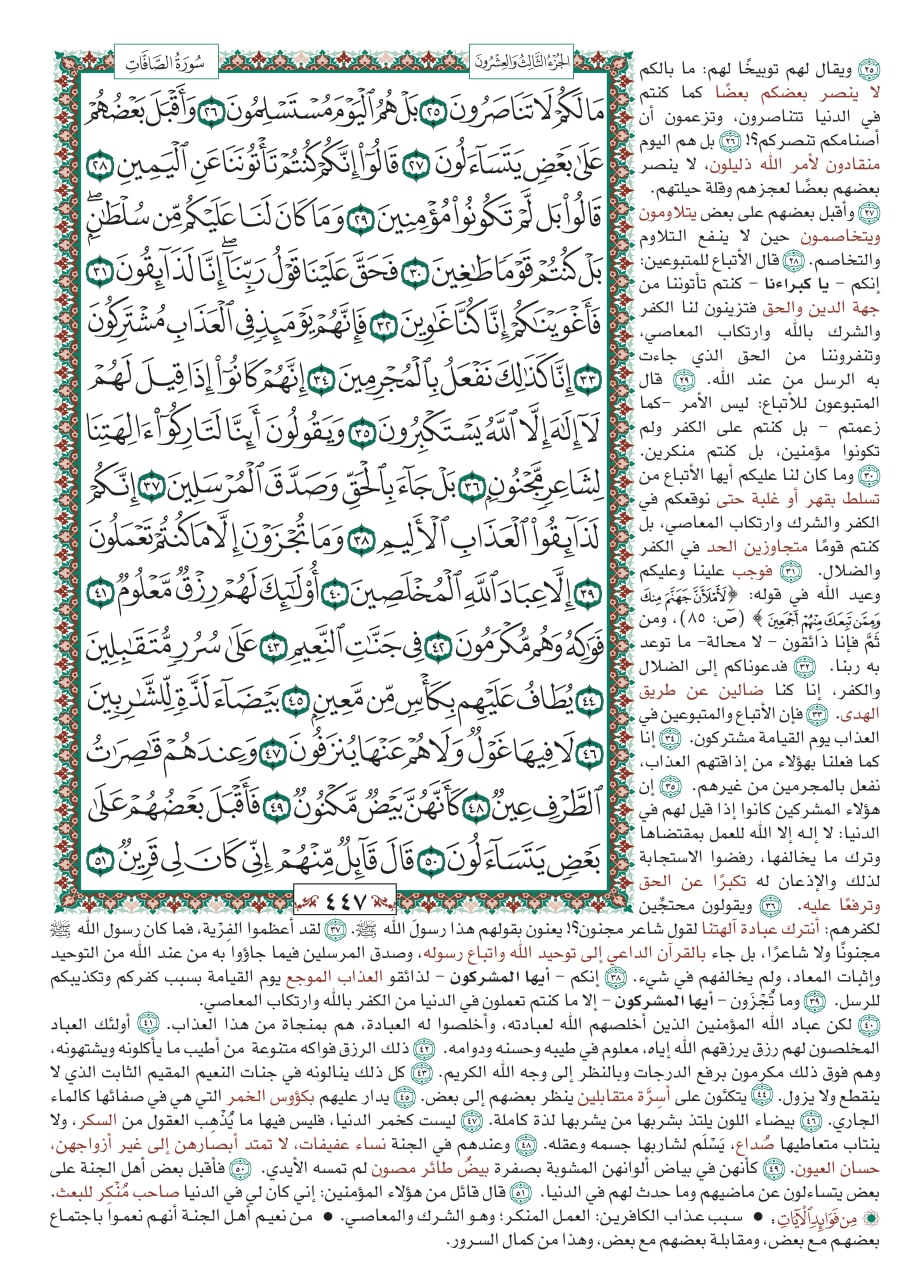 سُورَةُ الصَّافَّاتِ
الجُزْءُ الثَّالِثُ وَالعِشْرُونَ
مَا لَكُمْ لَا تَنَاصَرُونَ ٢٥ بَلْ هُمُ ٱلْيَوْمَ مُسْتَسْلِمُونَ ٢٦ وَأَقْبَلَ بَعْضُهُمْ
عَلَىٰ بَعْضٍ يَتَسَآءَلُونَ ٢٧ قَالُوٓا۟ إِنَّكُمْ كُنتُمْ تَأْتُونَنَا عَنِ ٱلْيَمِينِ ٢٨
قَالُوا۟ بَل لَّمْ تَكُونُوا۟ مُؤْمِنِينَ ٢٩ وَمَا كَانَ لَنَا عَلَيْكُم مِّن سُلْطَٰنٍۭ ۖ
بَلْ كُنتُمْ قَوْمًا طَٰغِينَ ٣٠ فَحَقَّ عَلَيْنَا قَوْلُ رَبِّنَآ ۖ إِنَّا لَذَآئِقُونَ ٣١
فَأَغْوَيْنَٰكُمْ إِنَّا كُنَّا غَٰوِينَ ٣٢ فَإِنَّهُمْ يَوْمَئِذٍ فِى ٱلْعَذَابِ مُشْتَرِكُونَ
٣٣ إِنَّا كَذَٰلِكَ نَفْعَلُ بِٱلْمُجْرِمِينَ ٣٤ إِنَّهُمْ كَانُوٓا۟ إِذَا قِيلَ لَهُمْ
لَآ إِلَٰهَ إِلَّا ٱللَّهُ يَسْتَكْبِرُونَ ٣٥ وَيَقُولُونَ أَئِنَّا لَتَارِكُوٓا۟ ءَالِهَتِنَا
لِشَاعِرٍ مَّجْنُونٍۭ ٣٦ بَلْ جَآءَ بِٱلْحَقِّ وَصَدَّقَ ٱلْمُرْسَلِينَ ٣٧ إِنَّكُمْ
لَذَآئِقُوا۟ ٱلْعَذَابِ ٱلْأَلِيمِ ٣٨ وَمَا تُجْزَوْنَ إِلَّا مَا كُنتُمْ تَعْمَلُونَ
٣٩ إِلَّا عِبَادَ ٱللَّهِ ٱلْمُخْلَصِينَ ٤٠ أُو۟لَٰٓئِكَ لَهُمْ رِزْقٌ مَّعْلُومٌ ٤١
فَوَٰكِهُ ۖ وَهُم مُّكْرَمُونَ ٤٢ فِى جَنَّٰتِ ٱلنَّعِيمِ ٤٣ عَلَىٰ سُرُرٍ مُّتَقَٰبِلِينَ
٤٤ يُطَافُ عَلَيْهِم بِكَأْسٍ مِّن مَّعِينٍۭ ٤٥ بَيْضَآءَ لَذَّةٍ لِّلشَّٰرِبِينَ
٤٦ لَا فِيهَا غَوْلٌ وَلَا هُمْ عَنْهَا يُنزَفُونَ ٤٧ وَعِندَهُمْ قَٰصِرَٰتُ
ٱلطَّرْفِ عِينٌ ٤٨ كَأَنَّهُنَّ بَيْضٌ مَّكْنُونٌ ٤٩ فَأَقْبَلَ بَعْضُهُمْ عَلَىٰ
بَعْضٍ يَتَسَآءَلُونَ ٥٠ قَالَ قَآئِلٌ مِّنْهُمْ إِنِّى كَانَ لِى قَرِينٌ ٥١
٤٤٧
٢٥ ويقال لهم توبيخًا لهم: ما بالكم
لا ينصر بعضكم بعضًا كما كنتم
في الدنيا تتناصرون، وتزعمون أن
أصنامكم تنصركم؟! ٢٦ بل هم اليوم
منقادون لأمر الله ذليلون، لا ينصر
بعضهم بعضًا لعجزهم وقلة حيلتهم.
٢٧ وأقبل بعضهم على بعض يتلاومون
ويتخاصمون حين لا ينفع التلاوم
والتخاصم. ٢٨ قال الأتباع للمتبوعين:
إنكم – يا كبراءنا – كنتم تأتوننا من
جهة الدين والحق فتزينون لنا الكفر
والشرك بالله وارتكاب المعاصي،
وتنفروننا من الحق الذي جاءت
به الرسل من عند الله. ٢٩ قال
المتبوعون للأتباع: ليس الأمر –كما
زعمتم – بل كنتم على الكفر ولم
تكونوا مؤمنين، بل كنتم منكرين.
٣٠ وما كان لنا عليكم أيها الأتباع من
تسلط بقهر أو غلبة حتى نوقعكم في
الكفر والشرك وارتكاب المعاصي، بل
كنتم قومًا متجاوزين الحد في الكفر
والضلال. ٣١ فوجب علينا وعليكم
وعيد الله في قوله: ﴿لَأَمْلَأَنَّ جَهَنَّمَ مِنكَ
وَمِمَّن تَبِعَكَ مِنْهُمْ أَجْمَعِينَ﴾ (صٓ: ٨٥)، ومن
ثَمَّ فإنا ذائقون – لا محالة– ما توعد
به ربنا. ٣٢ فدعوناكم إلى الضلال
والكفر، إنا كنا ضالين عن طريق
الهدى. ٣٣ فإن الأتباع والمتبوعين في
العذاب يوم القيامة مشتركون. ٣٤ إنا
كما فعلنا بهؤلاء من إذاقتهم العذاب،
نفعل بالمجرمين من غيرهم. ٣٥ إن
هؤلاء المشركين كانوا إذا قيل لهم في
الدنيا: لا إله إلا الله للعمل بمقتضاها
وترك ما يخالفها، رفضوا الاستجابة
لذلك والإذعان له تكبرًا عن الحق
وترفعًا عليه. ٣٦ ويقولون محتجِّين
لكفرهم: أنترك عبادة آلهتنا لقول شاعر مجنون؟! يعنون بقولهم هذا رسولَ الله ﷺ. ٣٧ لقد أعظموا الفِرْية، فما كان رسول الله ﷺ
مجنونًا ولا شاعرًا، بل جاء بالقرآن الداعي إلى توحيد الله واتباع رسوله، وصدق المرسلين فيما جاؤوا به من عند الله من التوحيد
وإثبات المعاد، ولم يخالفهم في شيء. ٣٨ إنكم – أيها المشركون – لذائقو العذاب الموجع يوم القيامة بسبب كفركم وتكذيبكم
للرسل. ٣٩ وما تُجْزَون – أيها المشركون – إلا ما كنتم تعملون في الدنيا من الكفر بالله وارتكاب المعاصي.
٤٠ لكن عباد الله المؤمنين الذين أخلصهم الله لعبادته، وأخلصوا له العبادة، هم بمنجاة من هذا العذاب. ٤١ أولئك العباد
المخلصون لهم رزق يرزقهم الله إياه، معلوم في طيبه وحسنه ودوامه. ٤٢ ذلك الرزق فواكه متنوعة من أطيب ما يأكلونه ويشتهونه،
وهم فوق ذلك مكرمون برفع الدرجات وبالنظر إلى وجه الله الكريم. ٤٣ كل ذلك ينالونه في جنات النعيم المقيم الثابت الذي لا
ينقطع ولا يزول. ٤٤ يتكئون على أسِرَّة متقابلين ينظر بعضهم إلى بعض. ٤٥ يدار عليهم بكؤوس الخمر التي هي في صفائها كالماء
الجاري. ٤٦ بيضاء اللون يلتذ بشربها من يشربها لذة كاملة. ٤٧ ليست كخمر الدنيا، فليس فيها ما يُذْهِب العقول من السكر، ولا
ينتاب متعاطيها صُداع، يَسْلَم لشاربها جسمه وعقله. ٤٨ وعندهم في الجنة نساء عفيفات، لا تمتد أبصارهن إلى غير أزواجهن،
حسان العيون. ٤٩ كأنهن في بياض ألوانهن المشوبة بصفرة بيضُ طائر مصون لم تمسه الأيدي. ٥٠ فأقبل بعض أهل الجنة على
بعض يتساءلون عن ماضيهم وما حدث لهم في الدنيا. ٥١ قال قائل من هؤلاء المؤمنين: إني كان لي في الدنيا صاحب مُنْكِر للبعث.
مِن فَوَائِدِ الْآيَاتِ: • سبب عذاب الكافرين: العمل المنكر؛ وهو الشرك والمعاصي. • من نعيم أهل الجنة أنهم نعموا باجتماع
بعضهم مع بعض، ومقابلة بعضهم مع بعض، وهذا من كمال السرور.